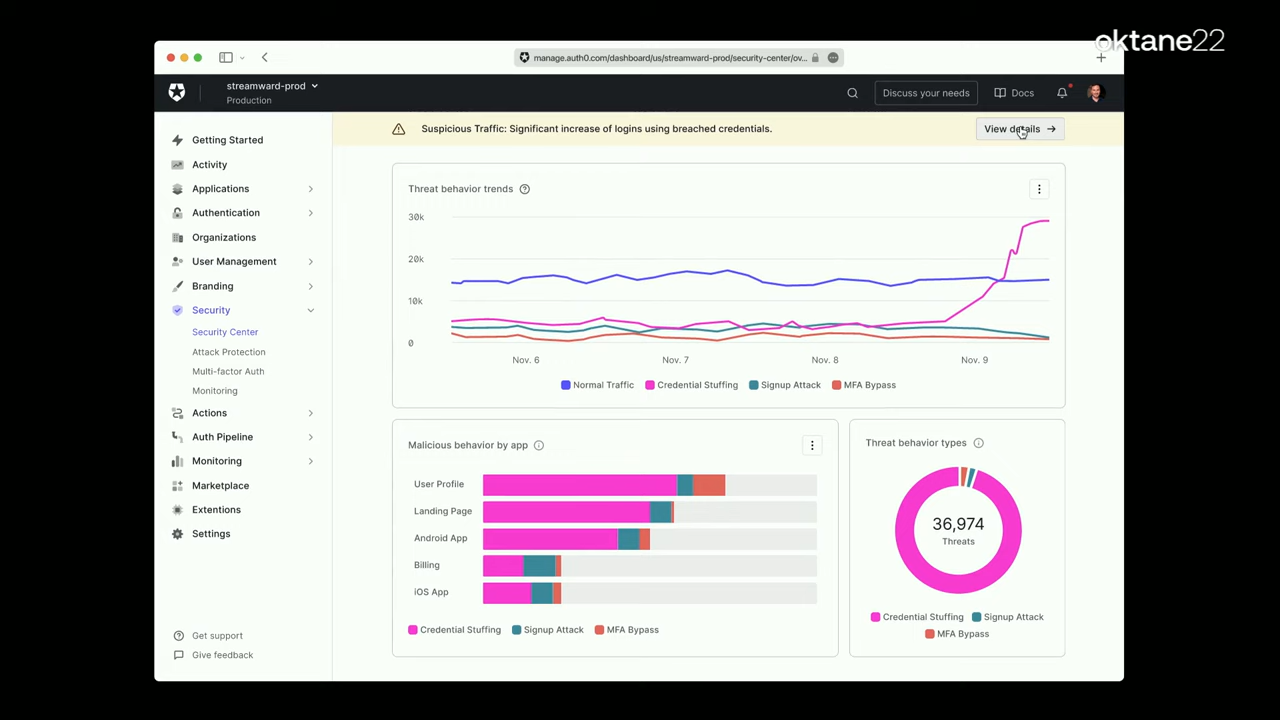 oktane22
manage.auth0.com/dashboard/us/streamward-prod/security-center/ov...
streamward-prod
Production
Discuss your needs
Docs
Suspicious Traffic: Significant increase of logins using breached credentials.
View details
Getting Started
Activity
Applications
Authentication
Organizations
User Management
Branding
Security
Security Center
Attack Protection
Multi-factor Auth
Monitoring
Actions
Auth Pipeline
Monitoring
Marketplace
Extentions
Settings
Get support
Give feedback
Threat behavior trends
30k
20k
10k
0
Nov. 6 Nov. 7 Nov. 8 Nov. 9
Normal Traffic Credential Stuffing Signup Attack MFA Bypass
Malicious behavior by app
User Profile
Landing Page
Android App
Billing
iOS App
Credential Stuffing Signup Attack MFA Bypass
Threat behavior types
36,974
Threats
Credential Stuffing Signup Attack
MFA Bypass